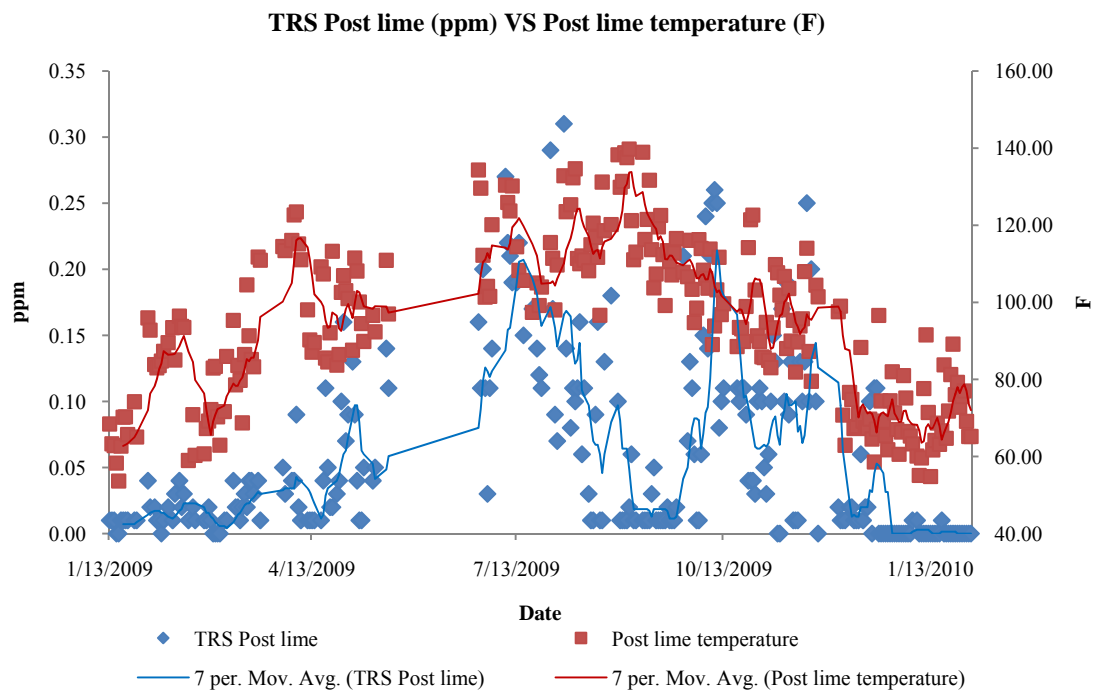 TRS Post lime (ppm) VS Post lime temperature (F)
0.35
0.30
0.25
0.20
0.15
0.10
0.05
0.00
ppm
160.00
140.00
120.00
100.00
80.00
60.00
40.00
F
1/13/2009
4/13/2009
7/13/2009
10/13/2009
1/13/2010
Date
TRS Post lime
Post lime temperature
7 per. Mov. Avg. (TRS Post lime)
7 per. Mov. Avg. (Post lime temperature)